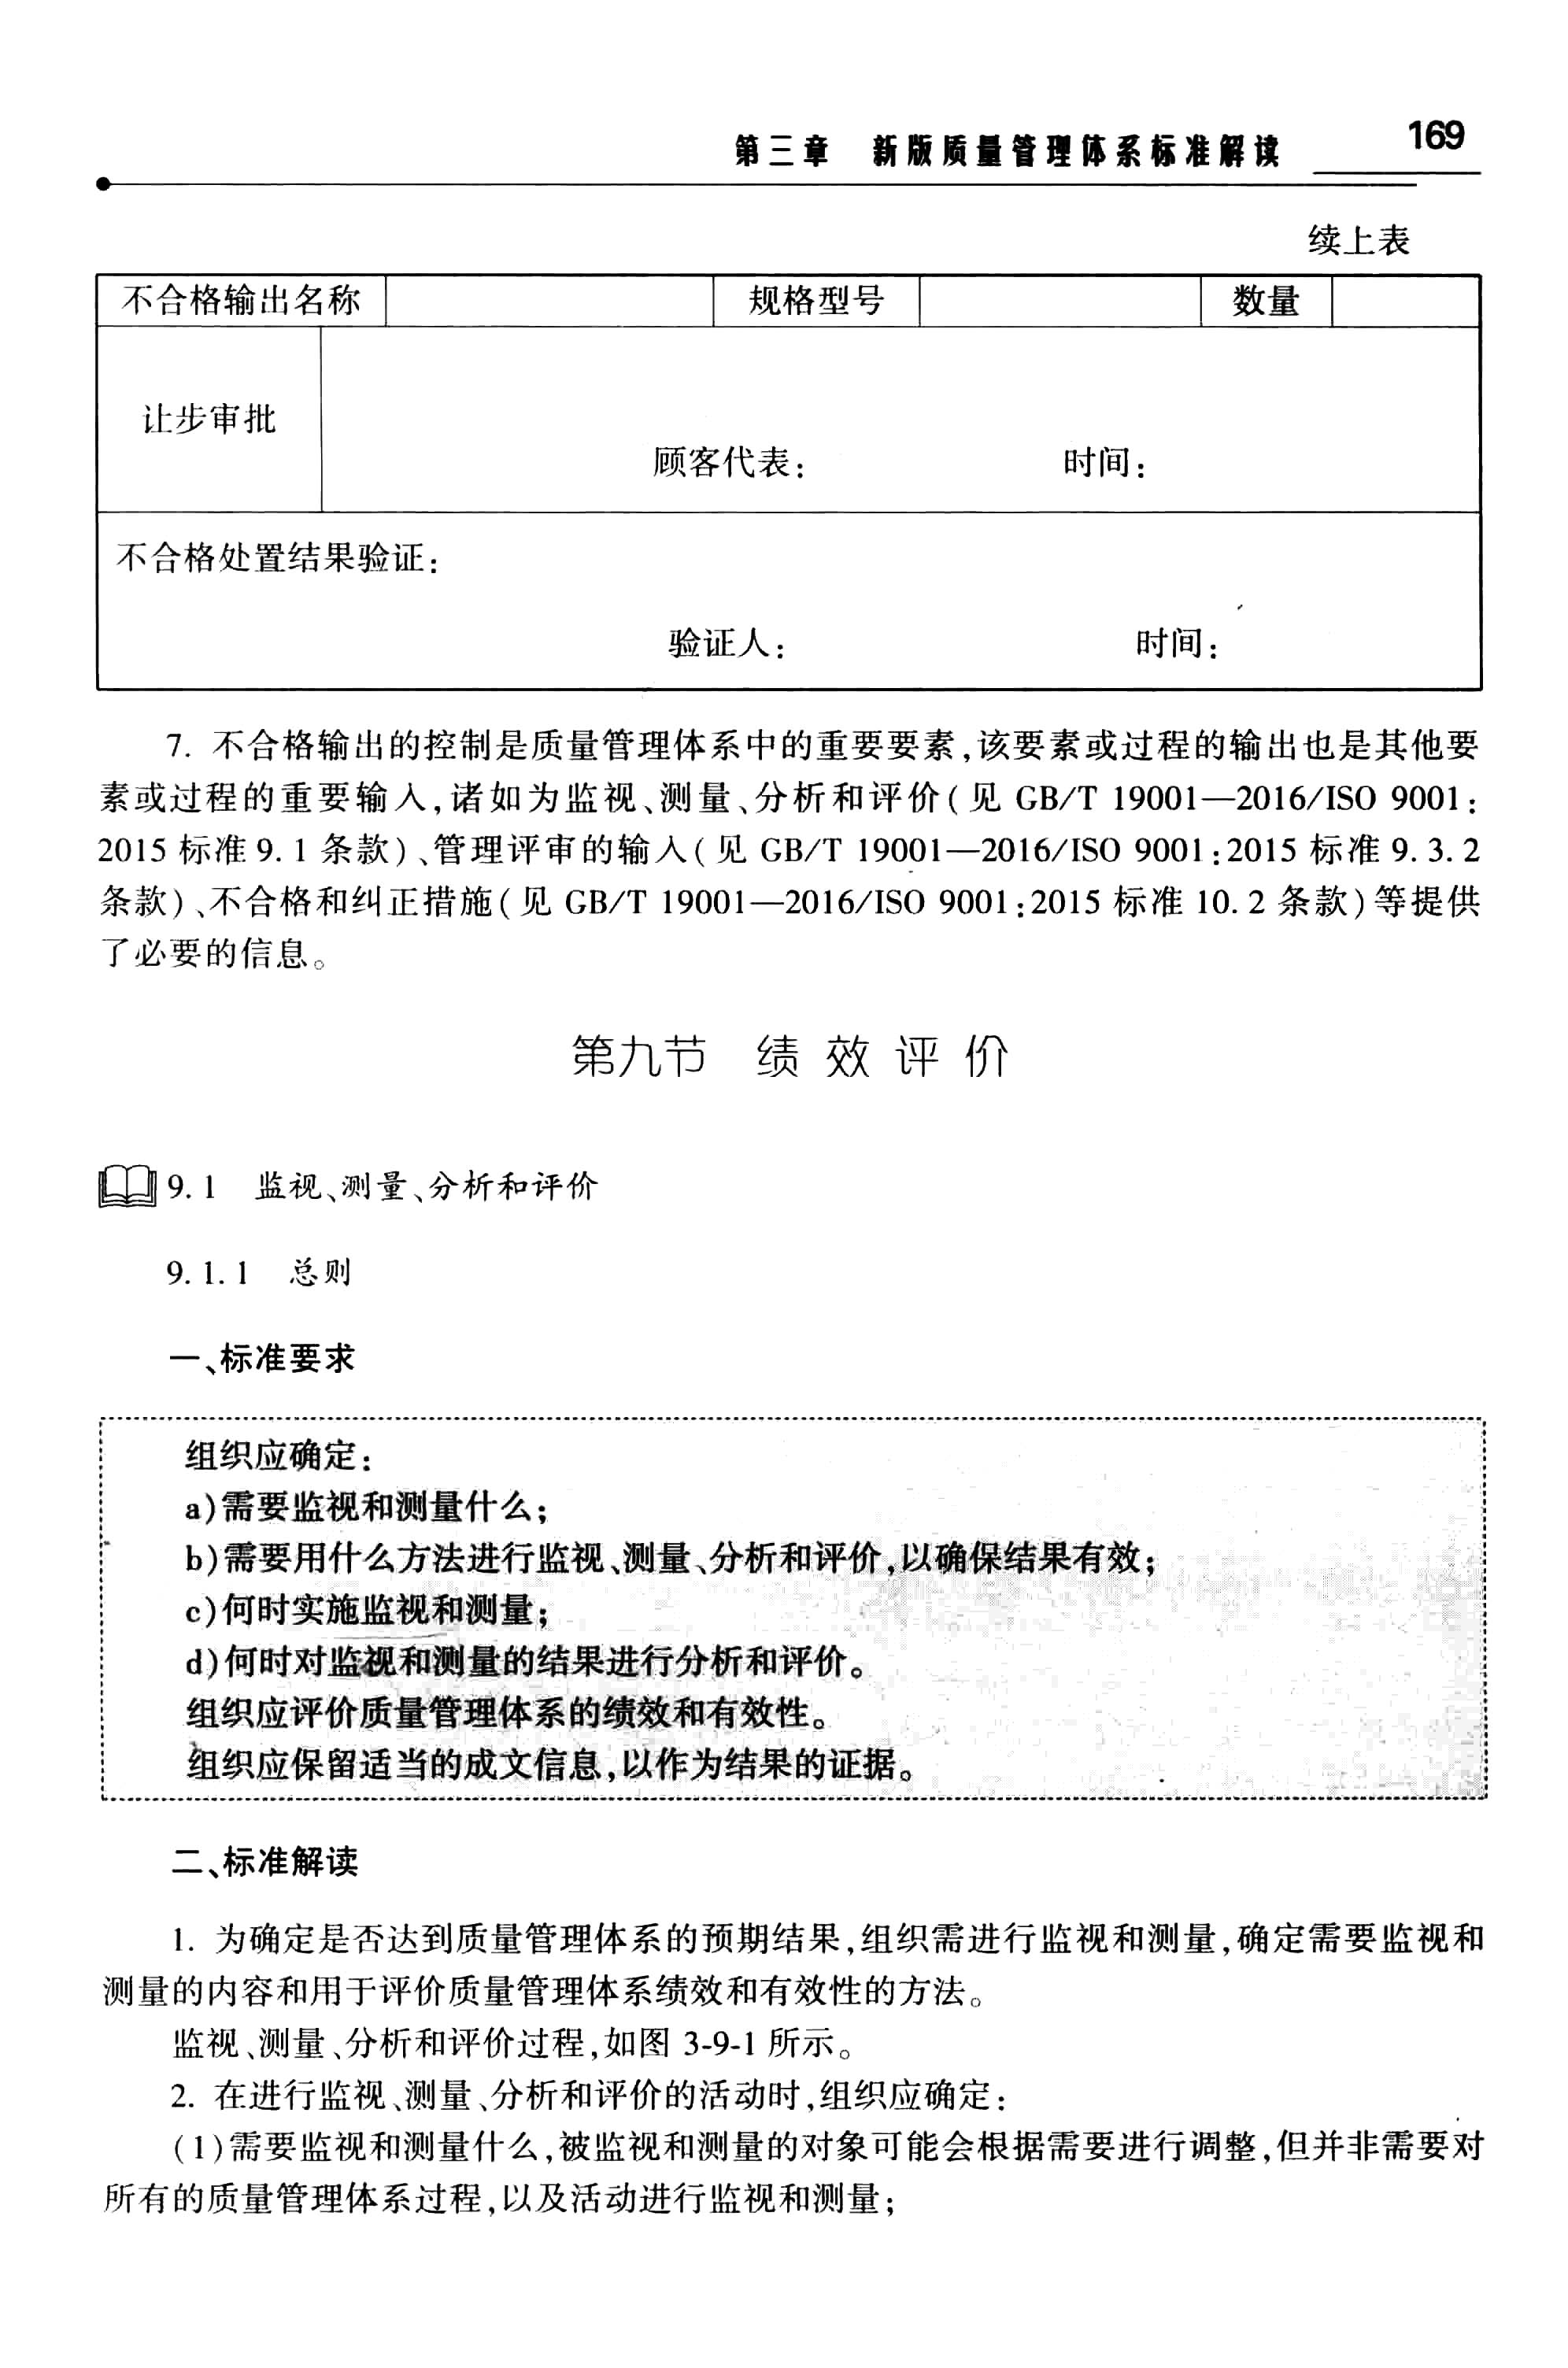 第三章 新版质量管理体系标准解读 169
续上表
不合格输出名称 规格型号 数量
让步审批
顾客代表: 时间:
不合格处置结果验证:
验证人: 时间:
7. 不合格输出的控制是质量管理体系中的重要要素,该要素或过程的输出也是其他要
素或过程的重要输入,诸如为监视、测量、分析和评价(见 GB/T 19001—2016/ISO 9001:
2015 标准 9.1 条款)、管理评审的输入(见 GB/T 19001—2016/ISO 9001:2015 标准 9.3.2
条款)、不合格和纠正措施(见 GB/T 19001—2016/ISO 9001:2015 标准 10.2 条款)等提供
了必要的信息。
第九节 绩效评价
9.1 监视、测量、分析和评价
9.1.1 总则
一、标准要求
组织应确定:
a)需要监视和测量什么;
b)需要用什么方法进行监视、测量、分析和评价,以确保结果有效;
c)何时实施监视和测量;
d)何时对监视和测量的结果进行分析和评价。
组织应评价质量管理体系的绩效和有效性。
组织应保留适当的成文信息,以作为结果的证据。
二、标准解读
1. 为确定是否达到质量管理体系的预期结果,组织需进行监视和测量,确定需要监视和
测量的内容和用于评价质量管理体系绩效和有效性的方法。
监视、测量、分析和评价过程,如图 3-9-1 所示。
2. 在进行监视、测量、分析和评价的活动时,组织应确定:
(1)需要监视和测量什么,被监视和测量的对象可能会根据需要进行调整,但并非需要对
所有的质量管理体系过程,以及活动进行监视和测量;